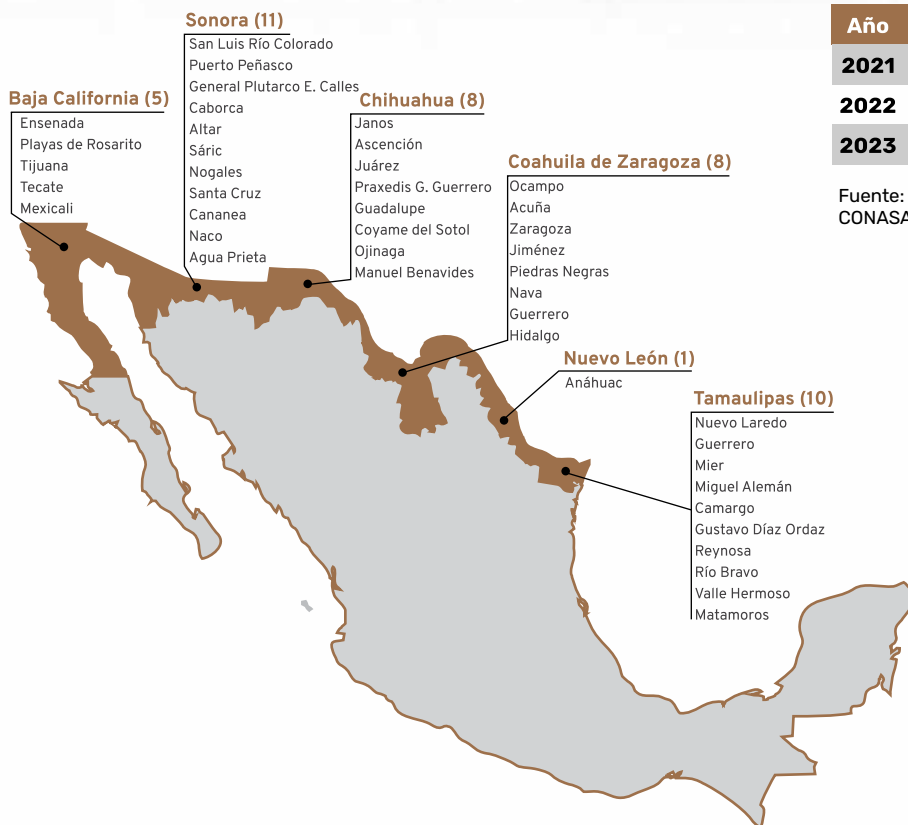 Sonora (11)
San Luis Río Colorado
Puerto Peñasco
General Plutarco E. Calles
Caborca
Altar
Sáric
Nogales
Santa Cruz
Cananea
Naco
Agua Prieta
Baja California (5)
Ensenada
Playas de Rosarito
Tijuana
Tecate
Mexicali
Chihuahua (8)
Janos
Ascención
Juárez
Praxedis G. Guerrero
Guadalupe
Coyame del Sotol
Ojinaga
Manuel Benavides
Coahuila de Zaragoza (8)
Ocampo
Acuña
Zaragoza
Jiménez
Piedras Negras
Nava
Guerrero
Hidalgo
Nuevo León (1)
Anáhuac
Tamaulipas (10)
Nuevo Laredo
Guerrero
Mier
Miguel Alemán
Camargo
Gustavo Díaz Ordaz
Reynosa
Río Bravo
Valle Hermoso
Matamoros
Año
2021
2022
2023
Fuente:
CONASA